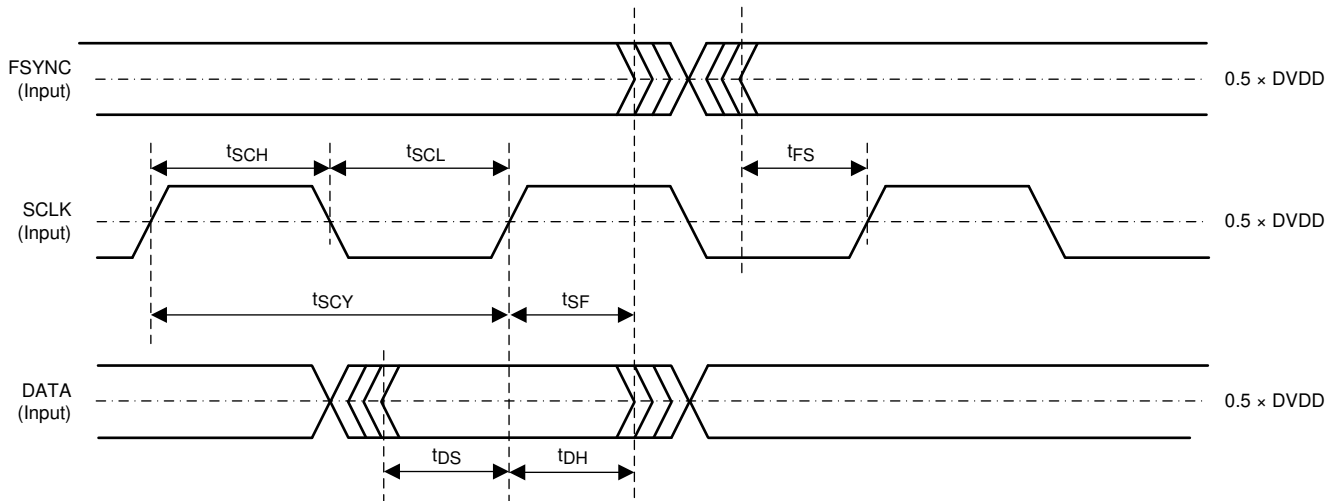 FSYNC
(Input)
0.5 × DVDD
tSCH
tSCL
tFS
SCLK
(Input)
0.5 × DVDD
tSCY
tSF
DATA
(Input)
0.5 × DVDD
tDS
tDH